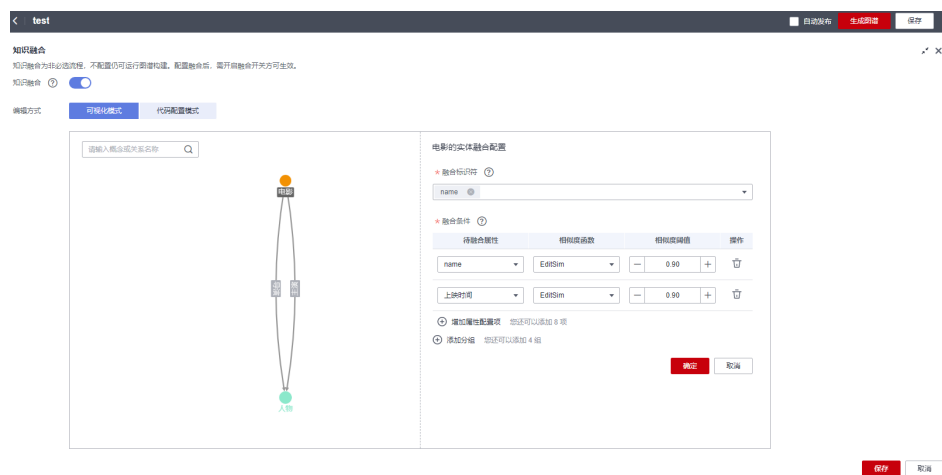 test
自动发布
生成图谱
保存
知识融合
知识融合为非必选流程，不配置仍可运行图谱构建。配置融合后，需开启融合开关方可生效。
知识融合
编辑方式
可视化模式
代码配置模式
请输入概念或关系名称
电影
人物
电影的实体融合配置
* 融合标识符
name
* 融合条件
待融合属性 相似度函数 相似度阈值 操作
name EditSim 0.90
上映时间 EditSim 0.90
增加属性配置项 您还可以添加 8 项
添加分组 您还可以添加 4 组
确定 取消
保存 取消